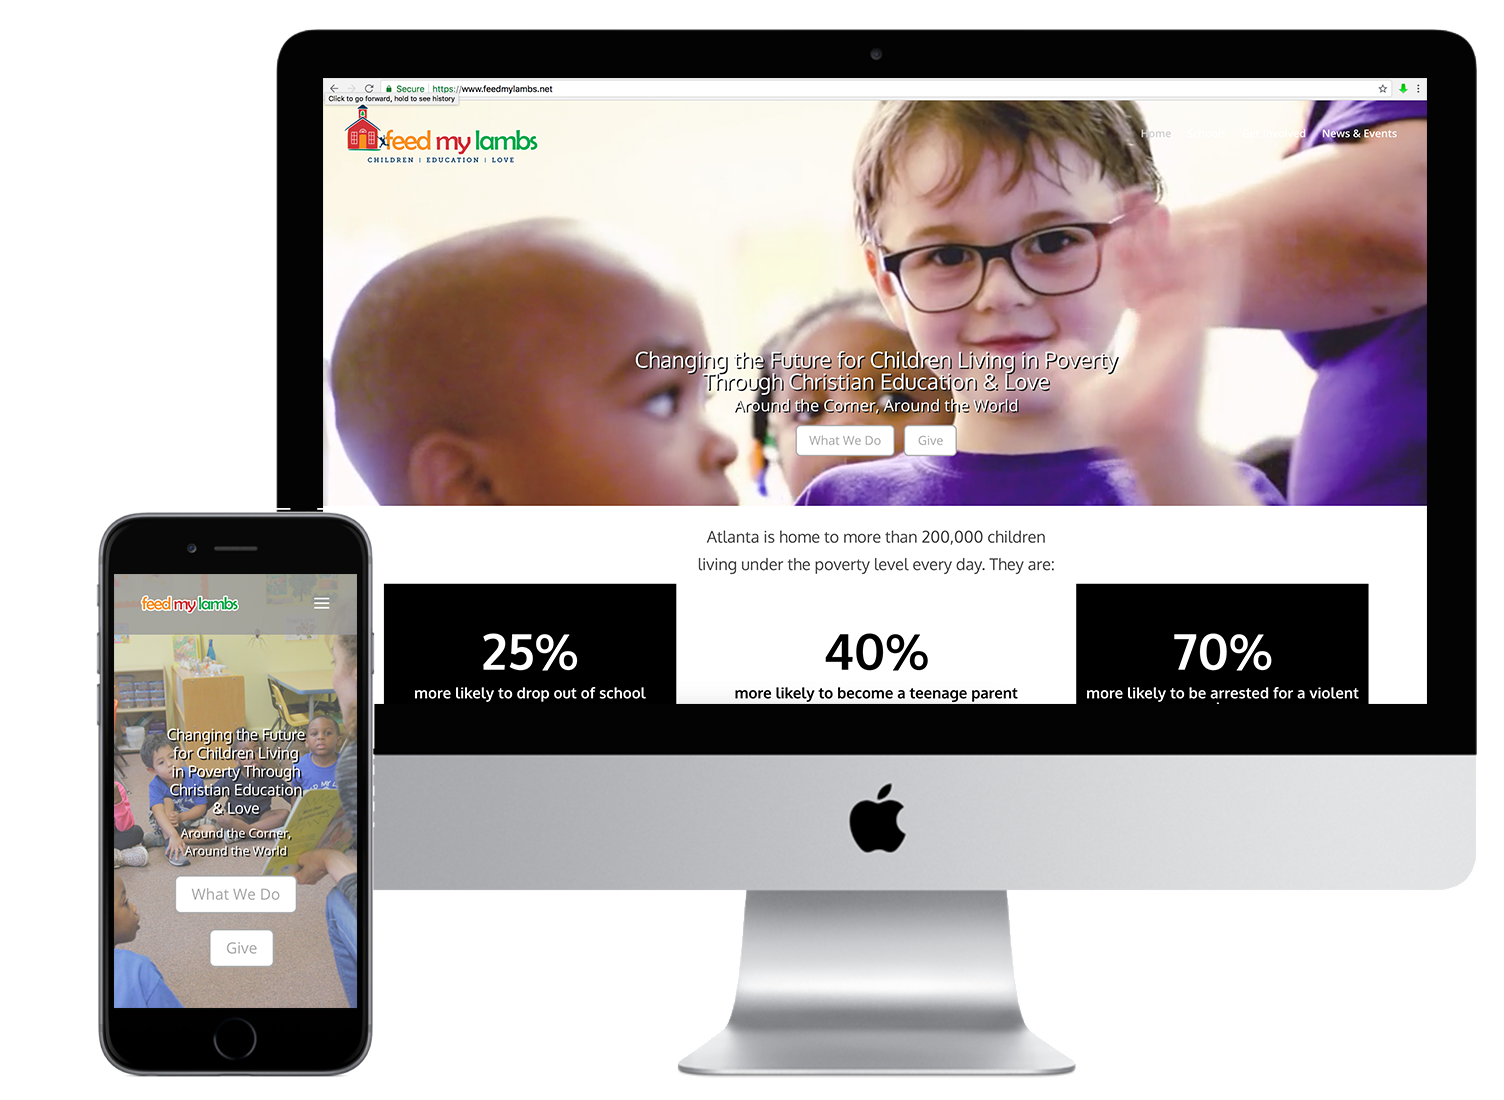 Secure https://www.feedmylambs.net
Click to go forward, hold to see history
feed my lambs
CHILDREN | EDUCATION | LOVE
Home
News & Events
Changing the Future for Children Living in Poverty
Through Christian Education & Love
Around the Corner, Around the World
What We Do Give
Atlanta is home to more than 200,000 children
living under the poverty level every day. They are:
25%
more likely to drop out of school
40%
more likely to become a teenage parent
70%
more likely to be arrested for a violent
feed my lambs
Changing the Future
for Children Living
in Poverty Through
Christian Education
& Love
Around the Corner,
Around the World
What We Do
Give